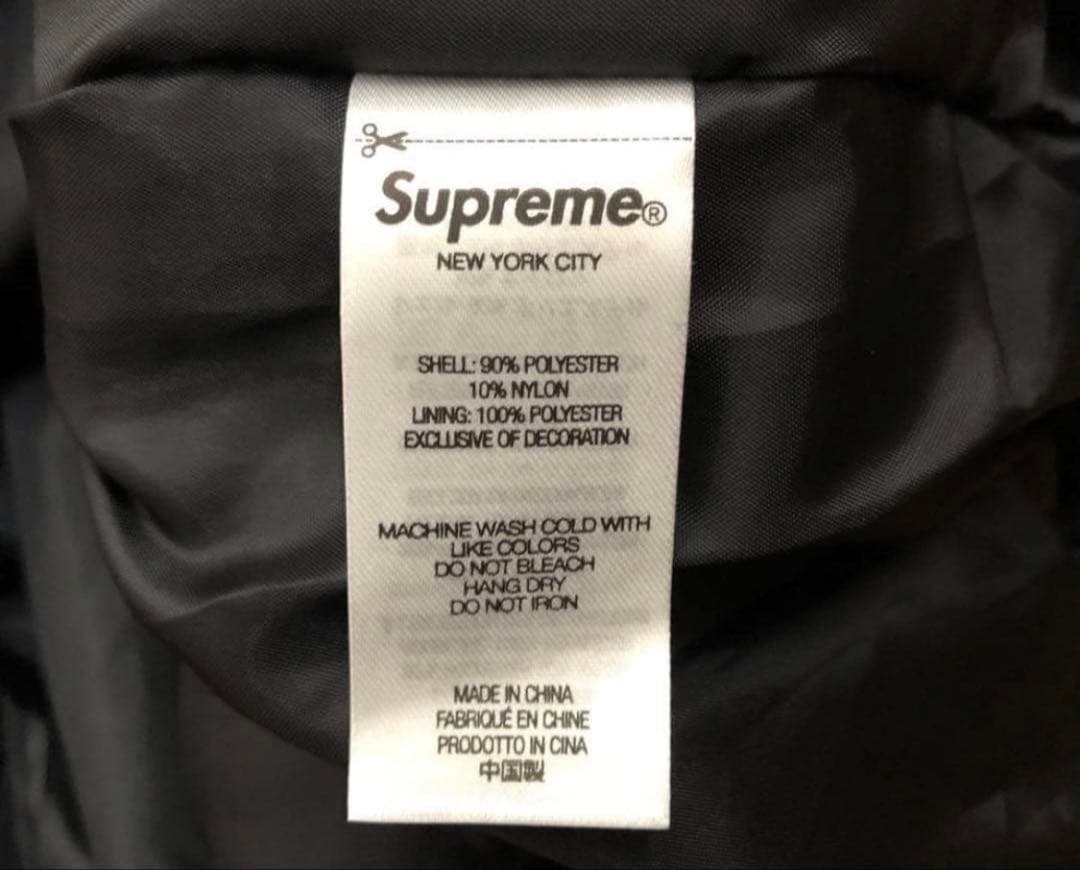 Supreme®
NEW YORK CITY
SHELL: 90% POLYESTER
10% NYLON
LINING: 100% POLYESTER
EXCLUSIVE OF DECORATION
MACHINE WASH COLD WITH
LIKE COLORS
DO NOT BLEACH
HANG DRY
DO NOT IRON
MADE IN CHINA
FABRIQUÉ EN CHINE
PRODOTTO IN CINA
中国製